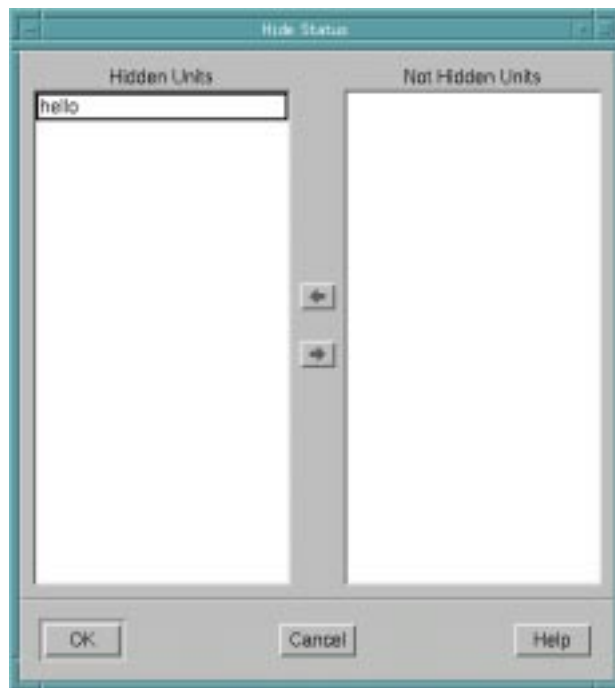 Hide Status
Hidden Units
Not Hidden Units
hello
OK
Cancel
Help